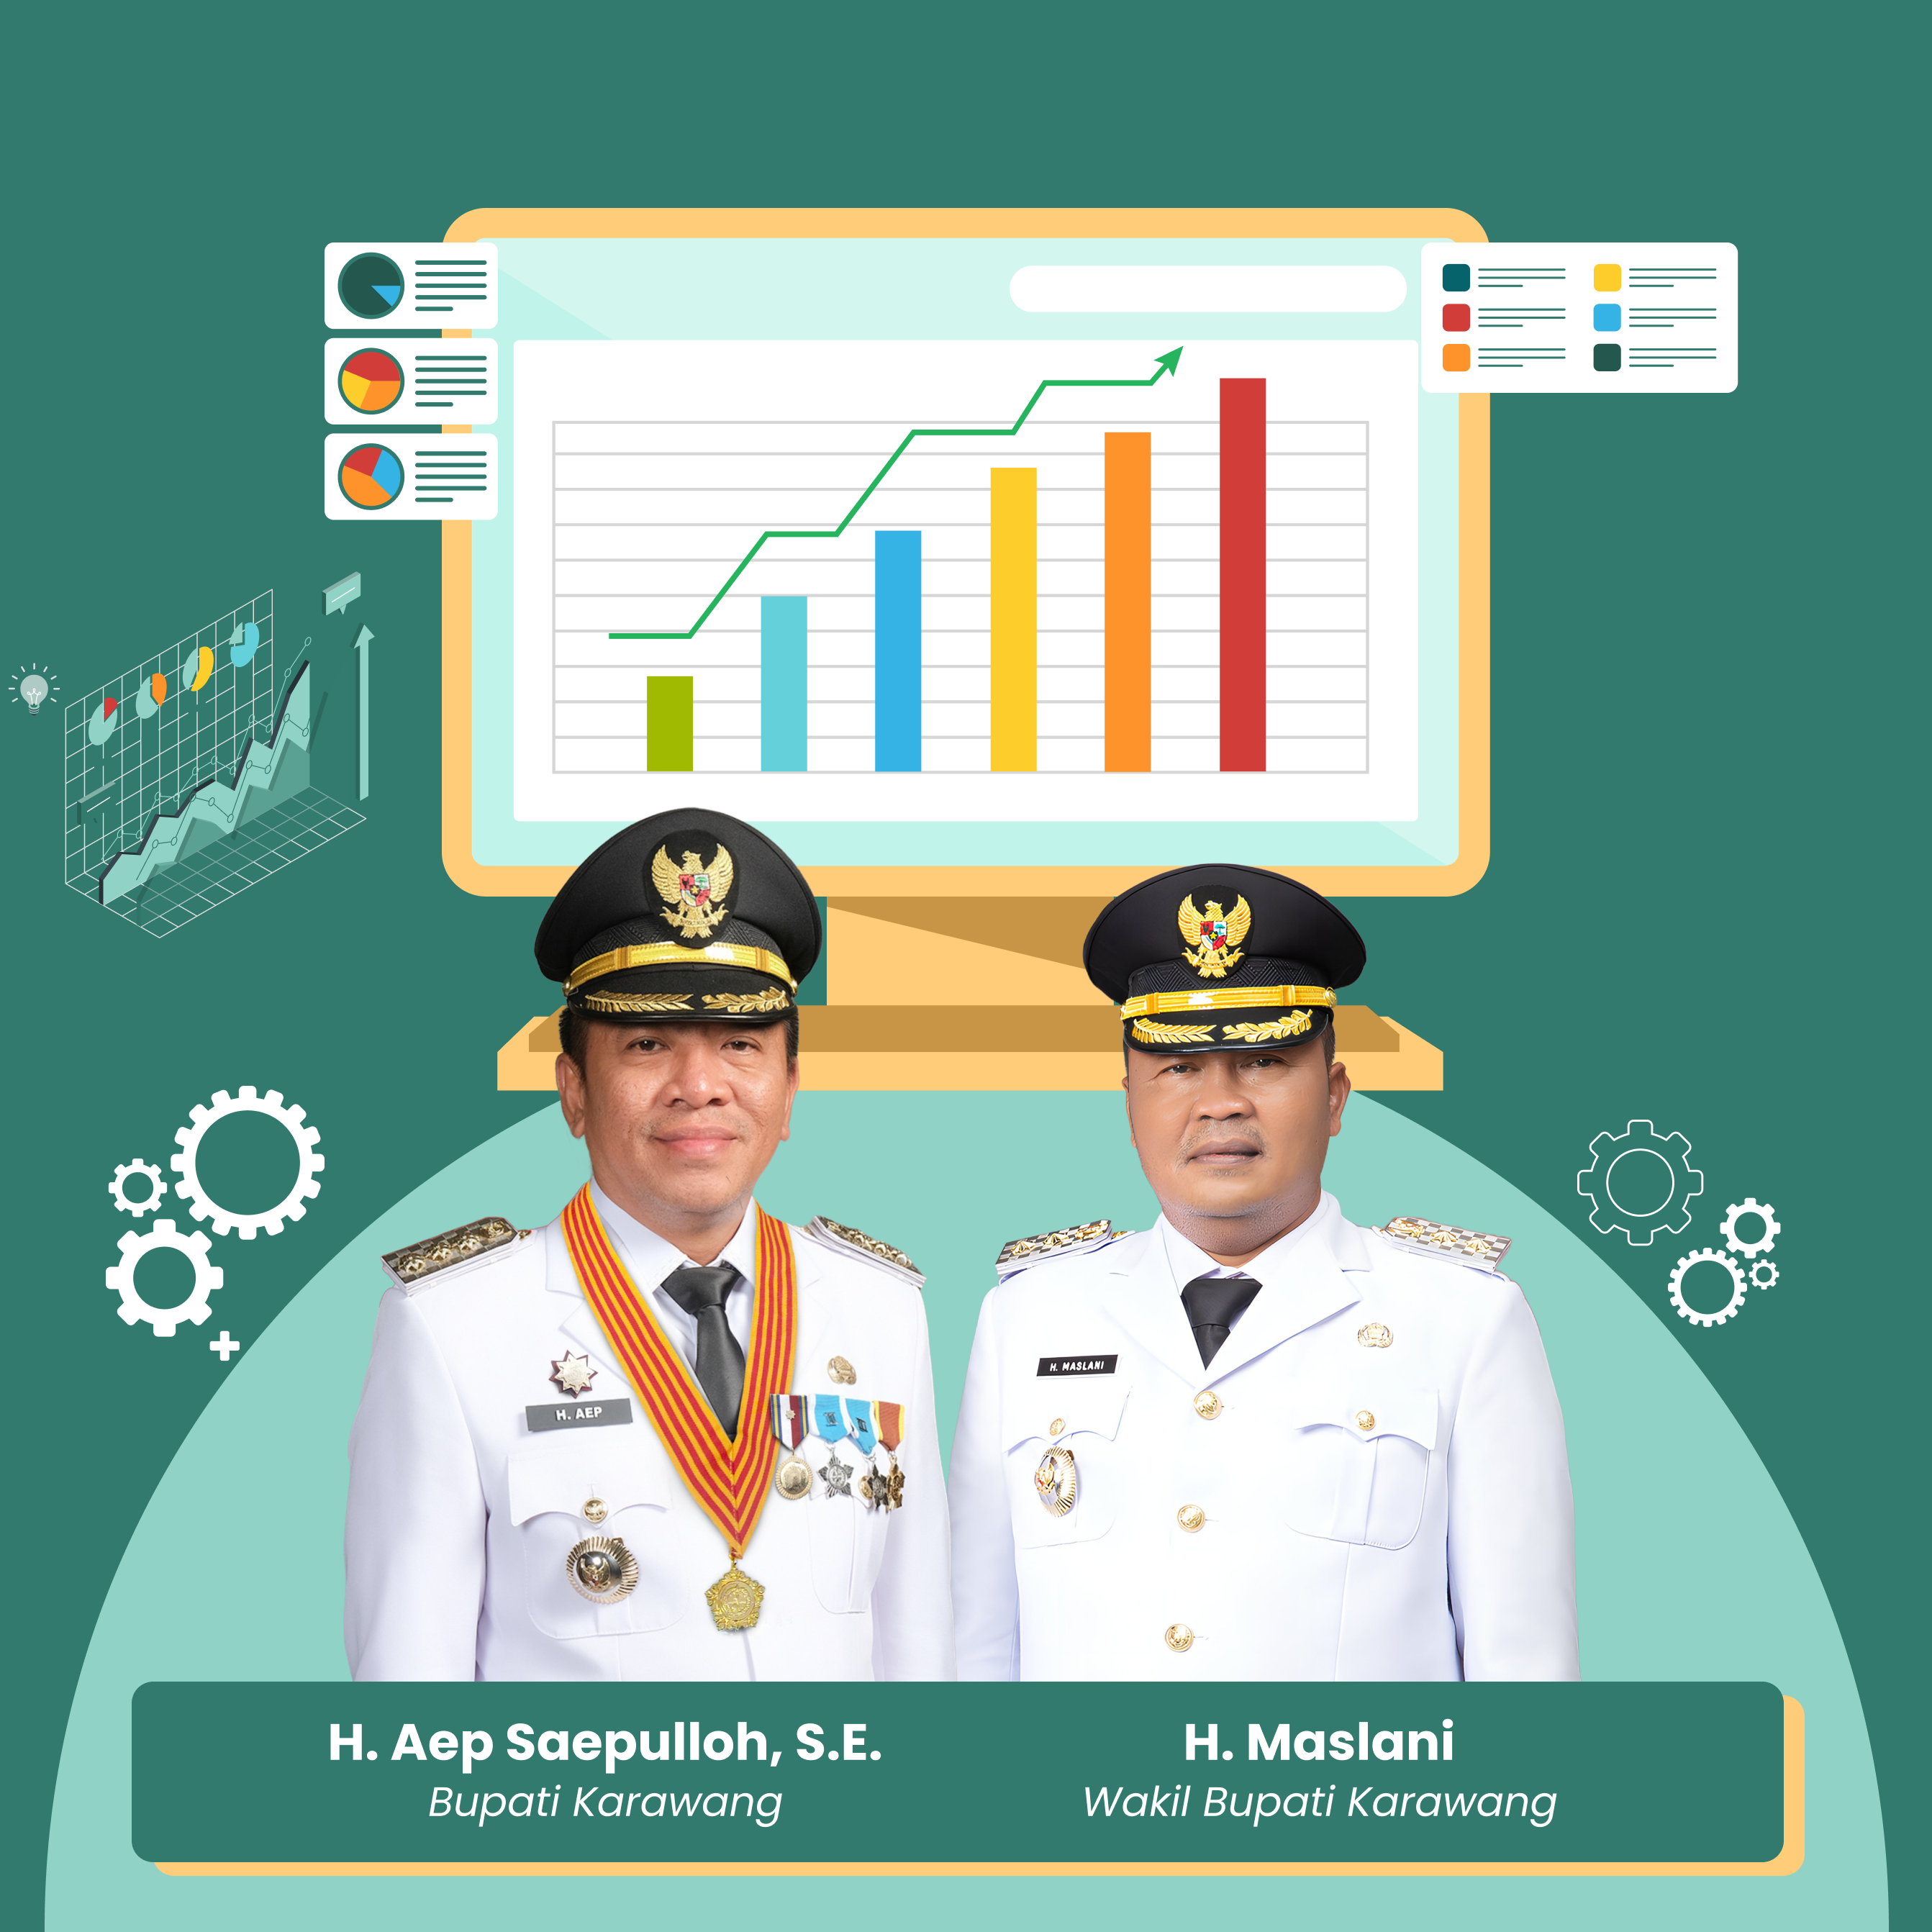 H. AEP
H. MASLANI
H. Aep Saepulloh, S.E.
Bupati Karawang
H. Maslani
Wakil Bupati Karawang